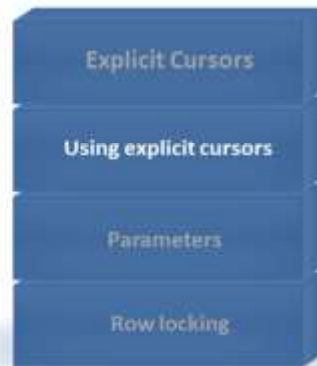 Explicit Cursors
Using explicit cursors
Parameters
Row locking